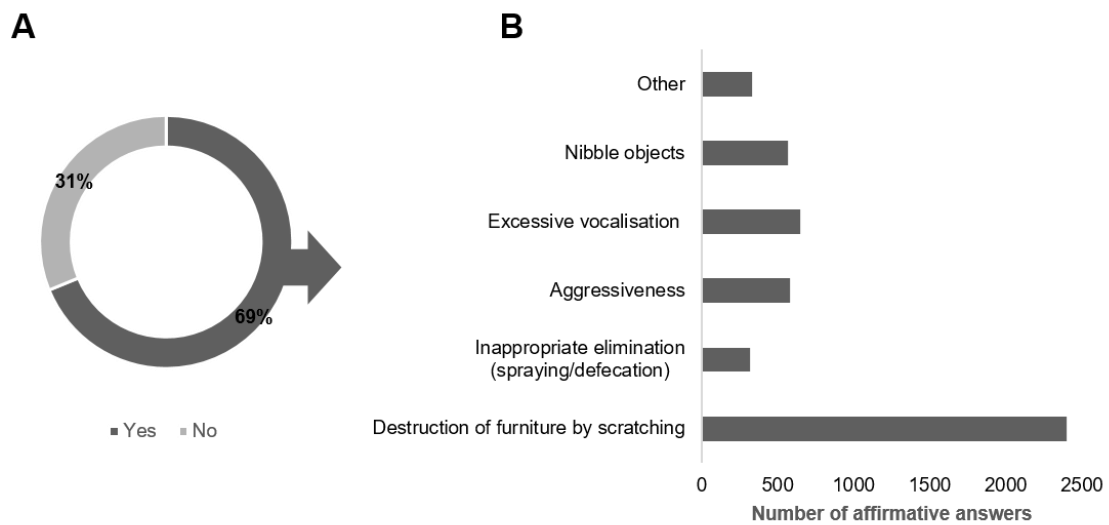 A
31%
69%
Yes No
B
Other
Nibble objects
Excessive vocalisation
Aggressiveness
Inappropriate elimination
(spraying/defecation)
Destruction of furniture by scratching
0 500 1000 1500 2000 2500
Number of affirmative answers